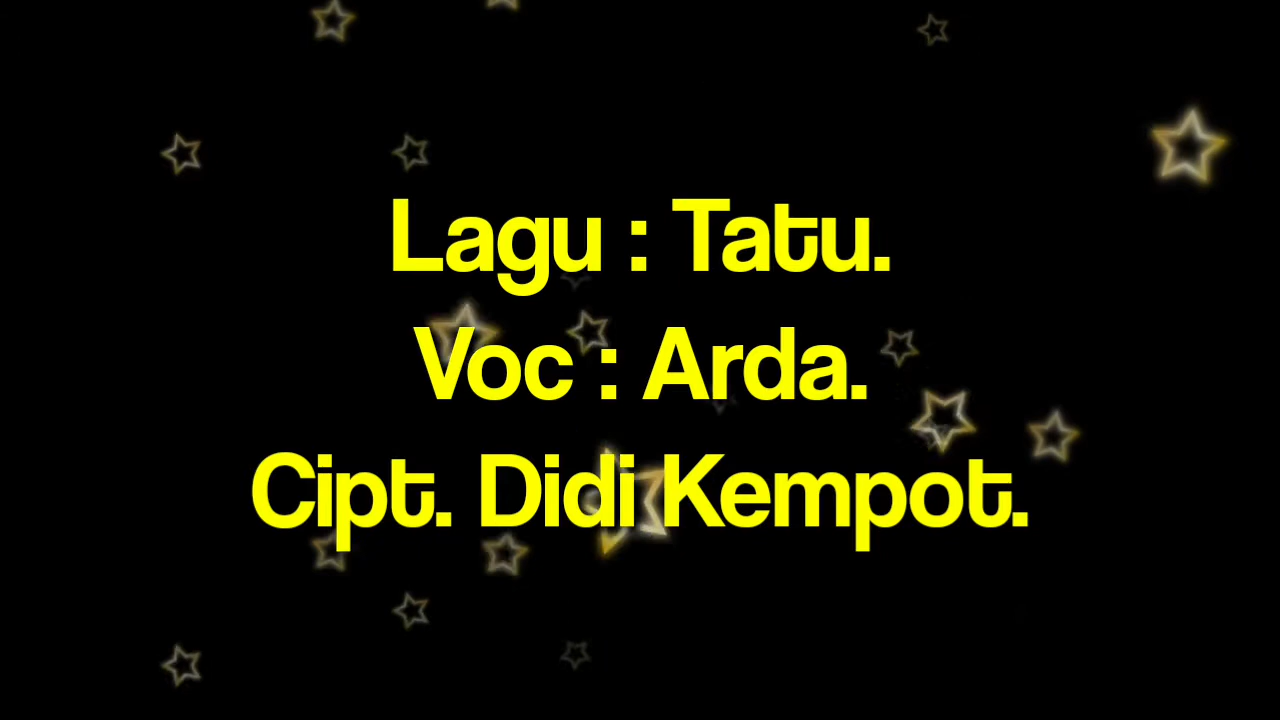 Lagu : Tatu.
Voc : Arda.
Cipt. Didi Kempot.